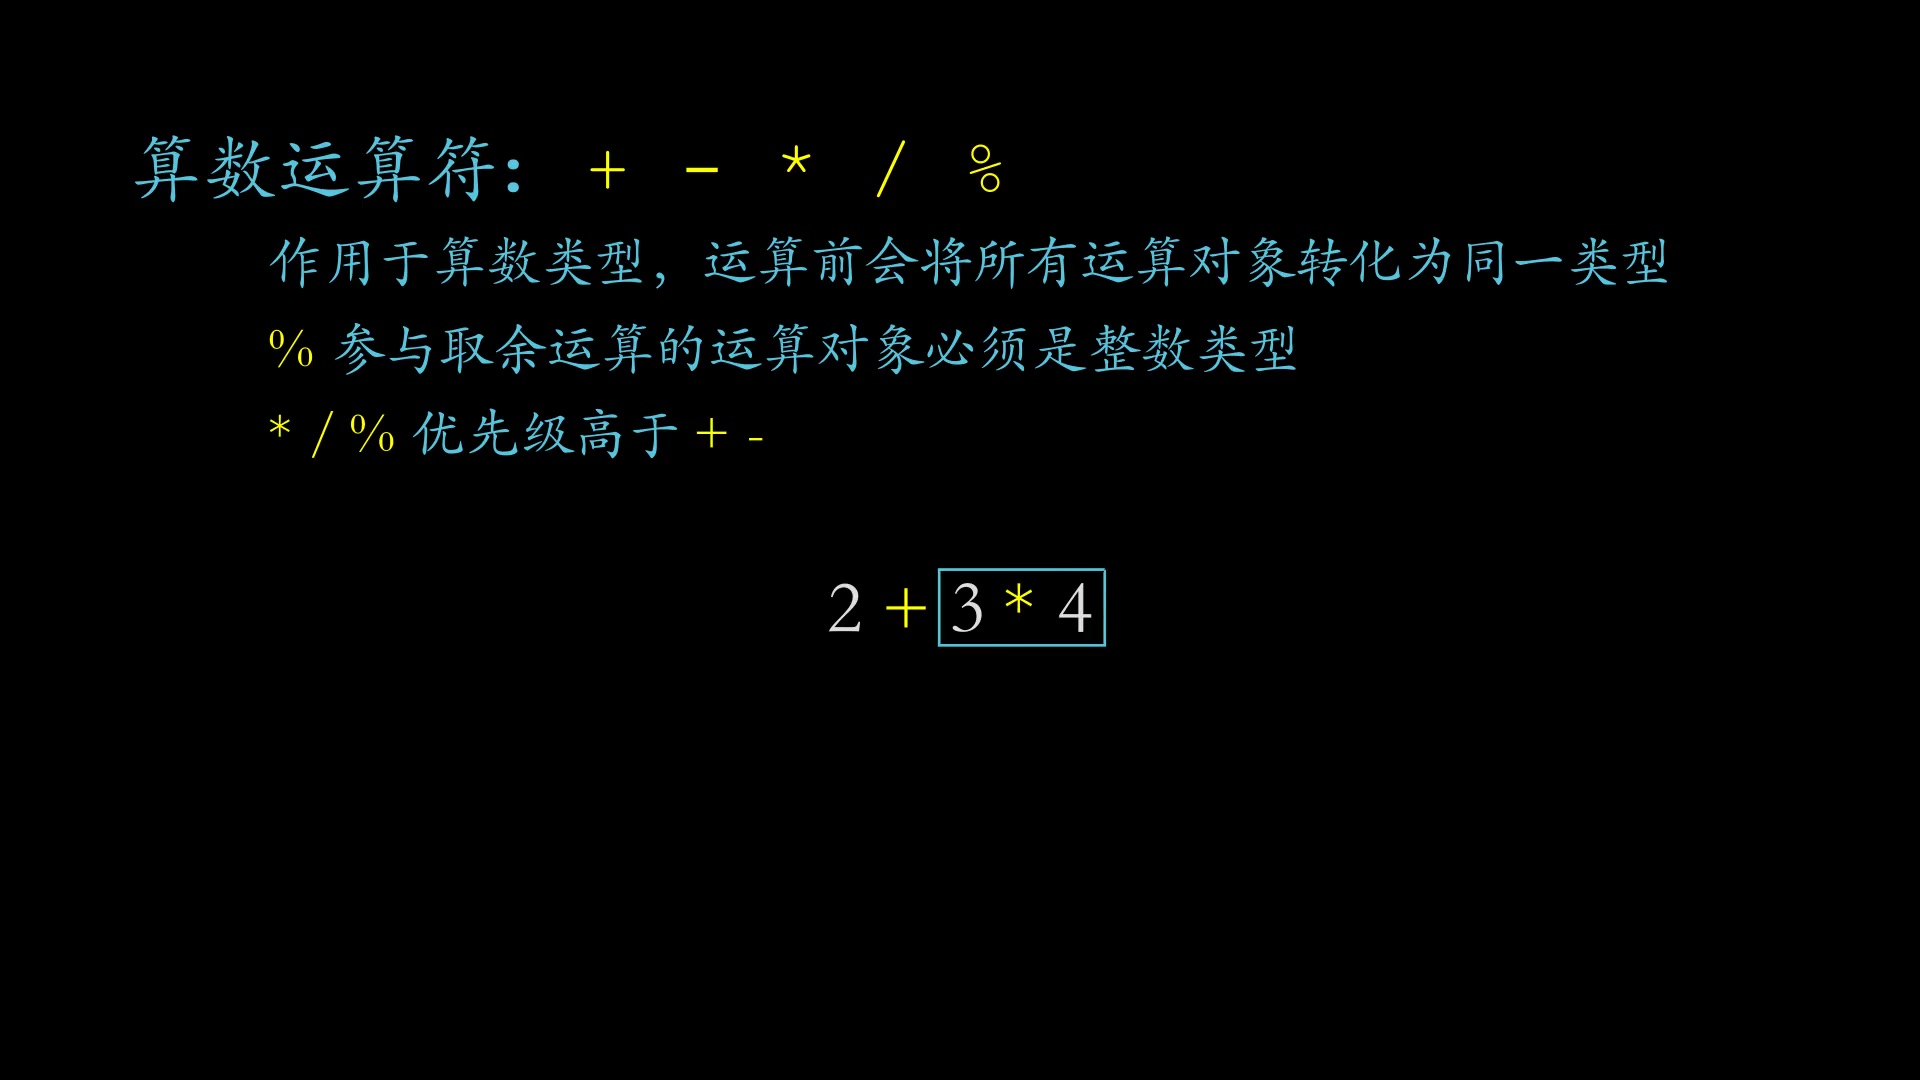 算数运算符： + - * / %
作用于算数类型，运算前会将所有运算对象转化为同一类型
% 参与取余运算的运算对象必须是整数类型
* / % 优先级高于 + -
2 + 3 * 4